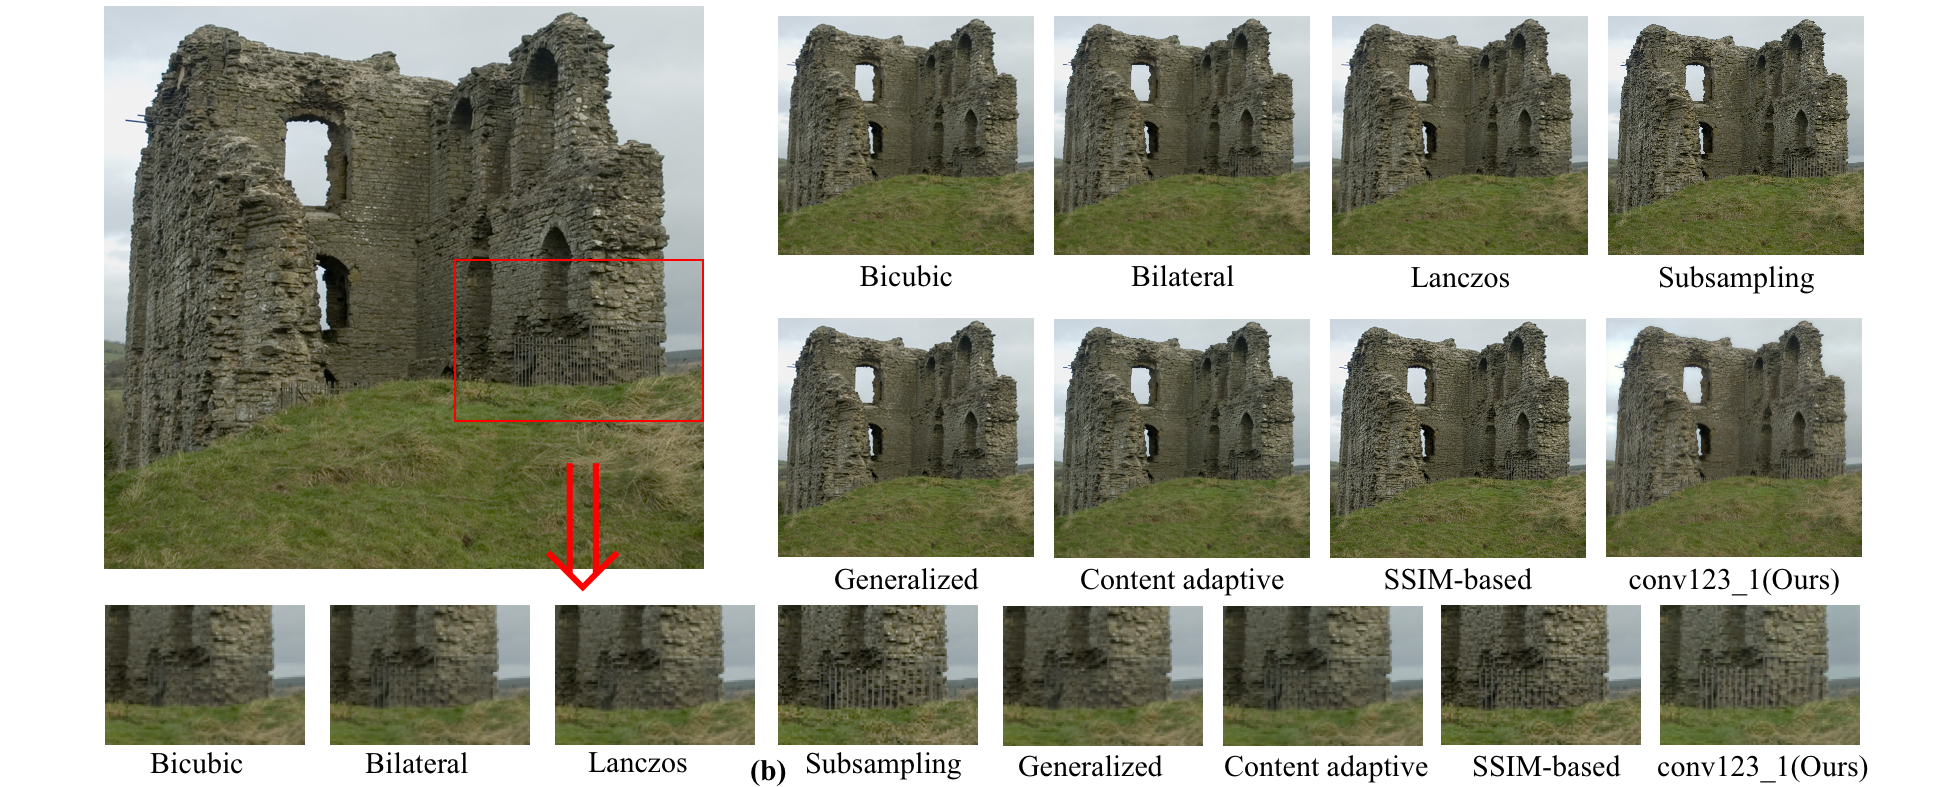 Bicubic
Bilateral
Lanczos
Subsampling
Generalized
Content adaptive
SSIM-based
conv123_1(Ours)
Bicubic
Bilateral
Lanczos
(b)
Subsampling
Generalized
Content adaptive
SSIM-based
conv123_1(Ours)